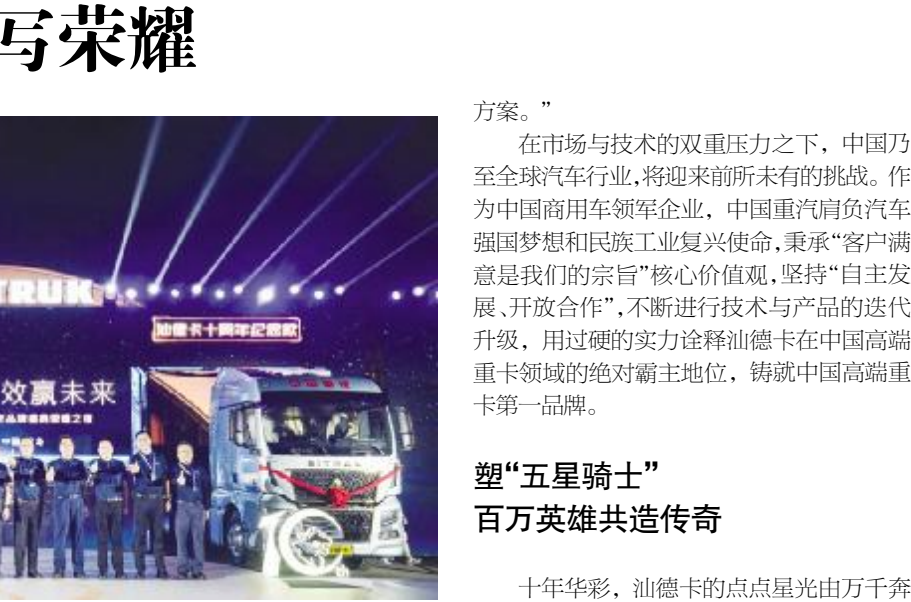 写荣耀
TRUK
汕德卡十周年纪念款
效赢未来
方案。”
在市场与技术的双重压力之下，中国乃
至全球汽车行业,将迎来前所未有的挑战。作
为中国商用车领军企业，中国重汽肩负汽车
强国梦想和民族工业复兴使命,秉承“客户满
意是我们的宗旨”核心价值观,坚持“自主发
展、开放合作”,不断进行技术与产品的迭代
升级，用过硬的实力诠释汕德卡在中国高端
重卡领域的绝对霸主地位，铸就中国高端重
卡第一品牌。
塑“五星骑士”
百万英雄共造传奇
十年华彩，汕德卡的点点星光由万千奔